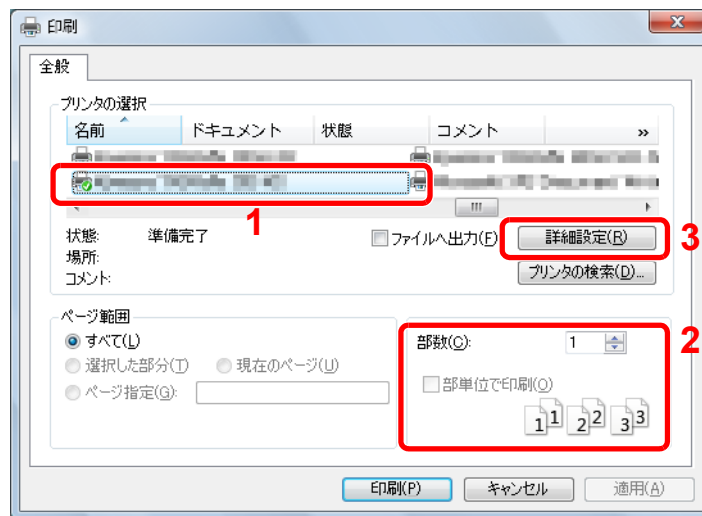 印刷
全般
プリンタの選択
名前 ドキュメント 状態 コメント »
1
状態: 準備完了
ファイルへ出力(F) 詳細設定(R) 3
場所:
コメント:
プリンタの検索(D)...
ページ範囲
すべて(L)
選択した部分(T) 現在のページ(U)
ページ指定(G):
部数(C): 1
2
部単位で印刷(O)
1 1 2 2 3 3
印刷(P) キャンセル 適用(A)